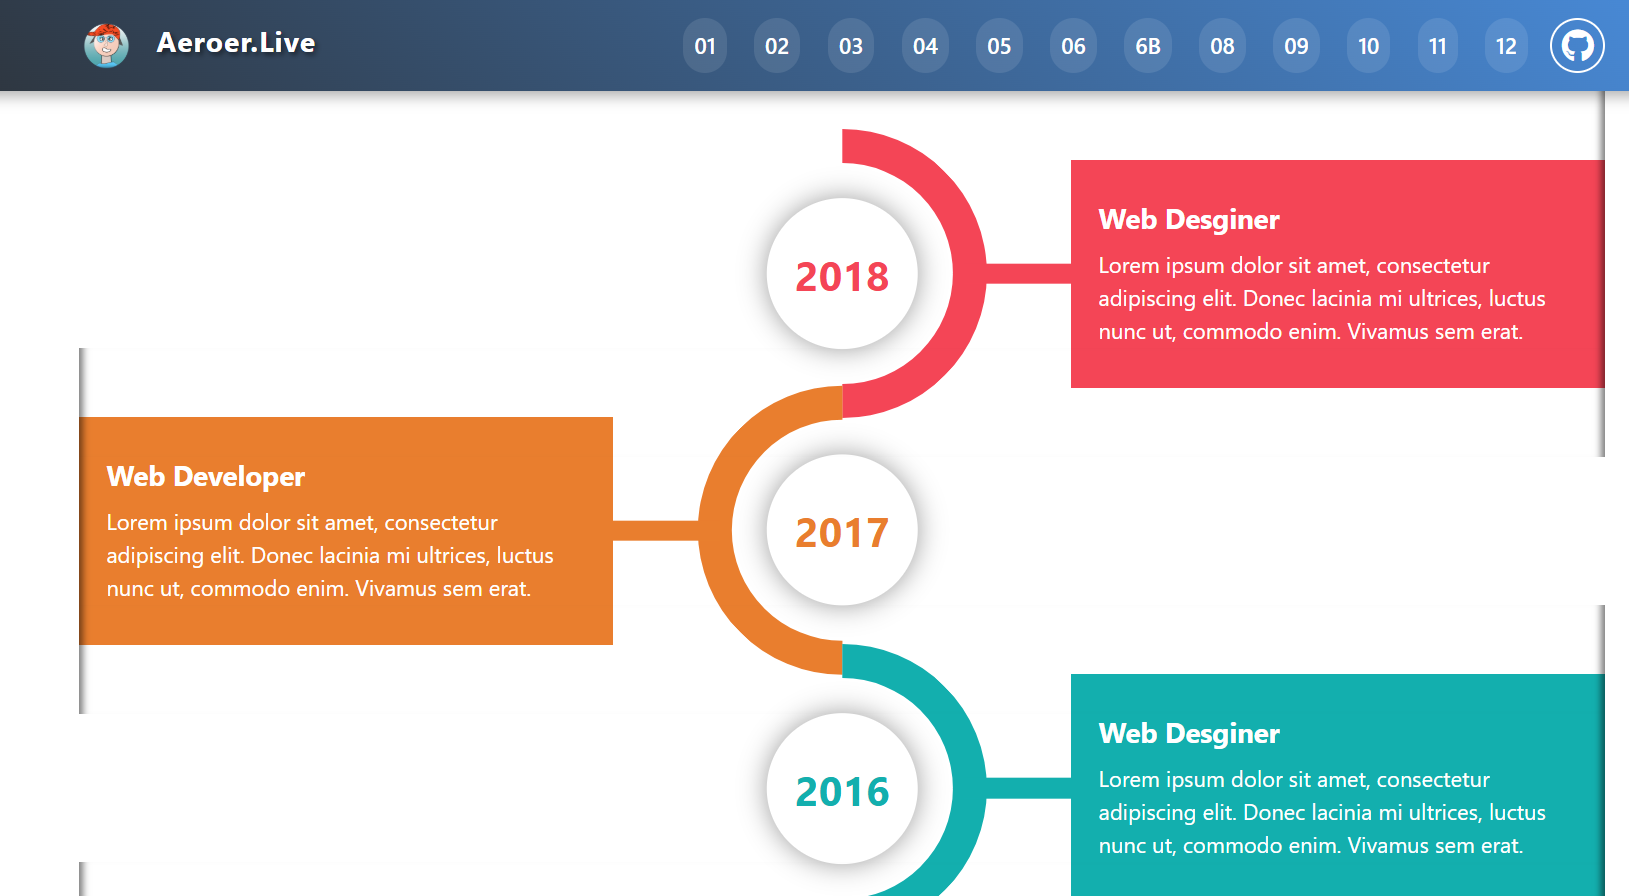 Aeroer.Live
01 02 03 04 05 06 6B 08 09 10 11 12
2018
Web Desginer
Lorem ipsum dolor sit amet, consectetur
adipiscing elit. Donec lacinia mi ultrices, luctus
nunc ut, commodo enim. Vivamus sem erat.
Web Developer
Lorem ipsum dolor sit amet, consectetur
adipiscing elit. Donec lacinia mi ultrices, luctus
nunc ut, commodo enim. Vivamus sem erat.
2017
2016
Web Desginer
Lorem ipsum dolor sit amet, consectetur
adipiscing elit. Donec lacinia mi ultrices, luctus
nunc ut, commodo enim. Vivamus sem erat.